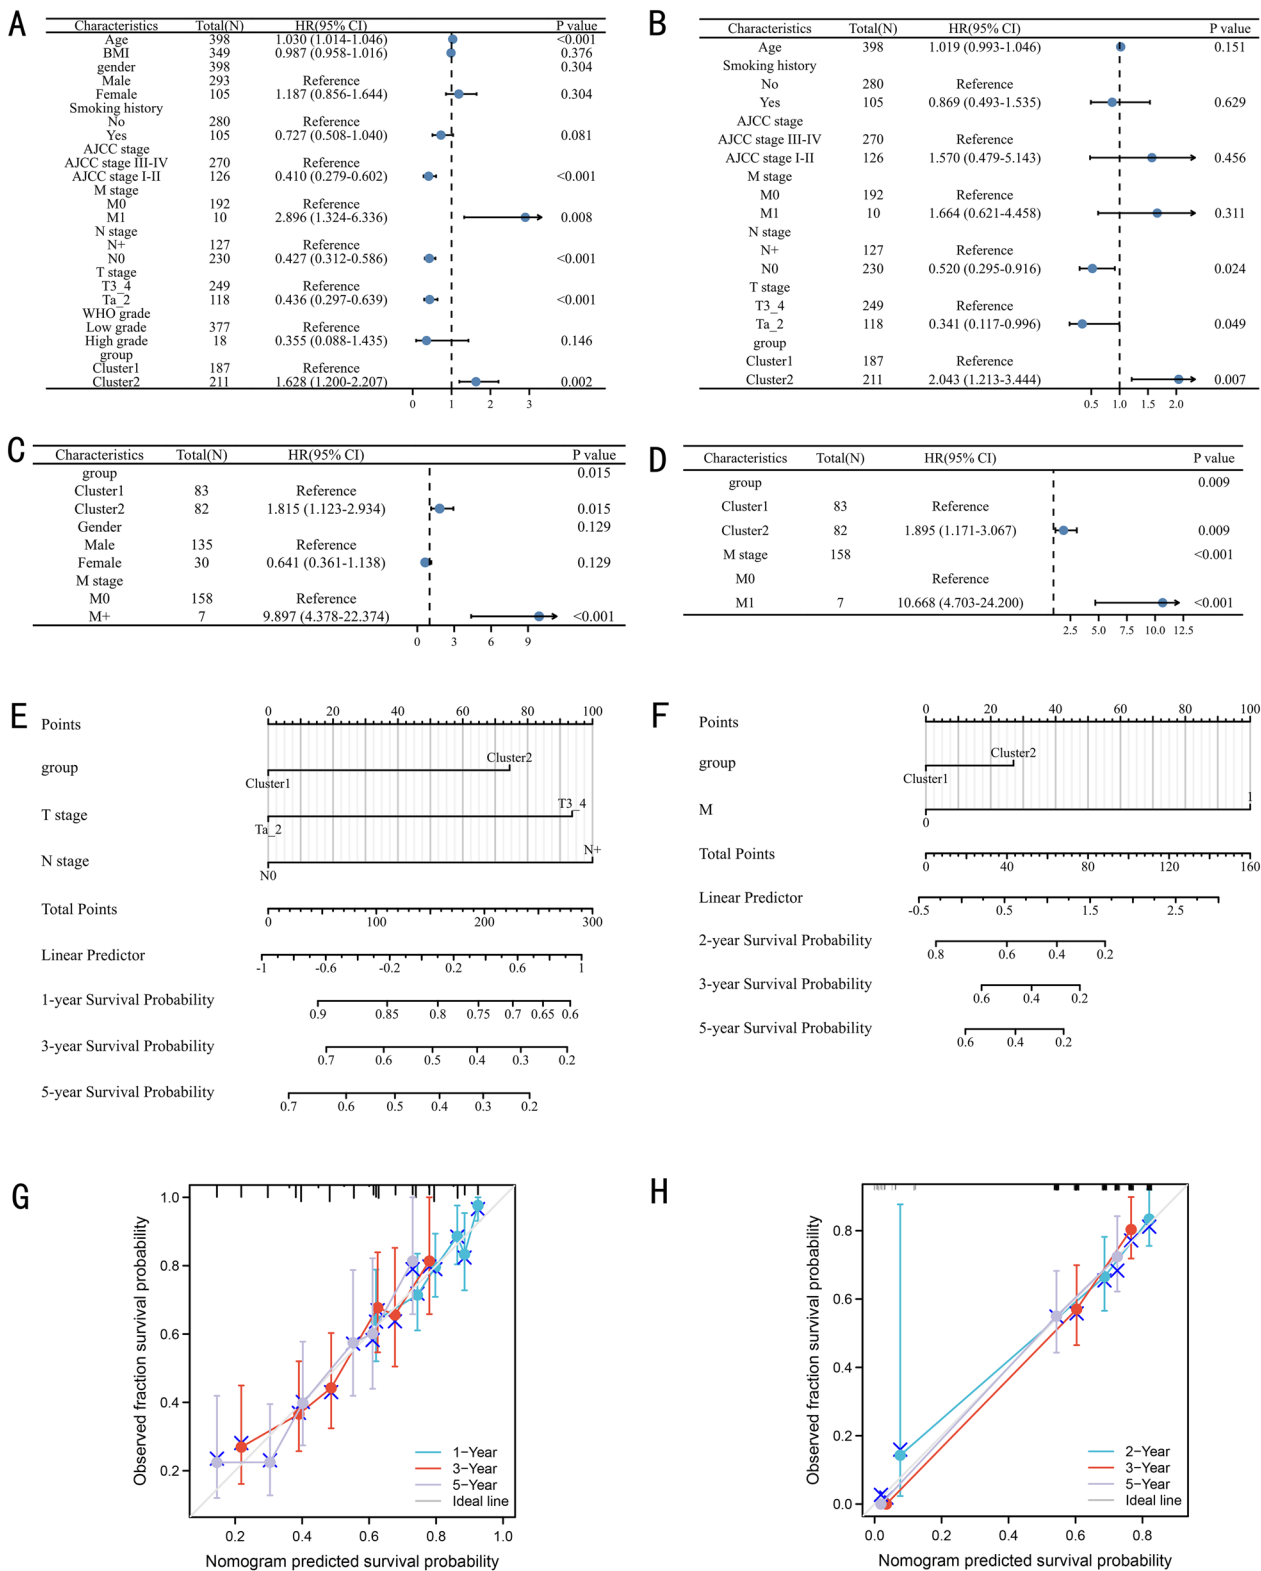 A
Characteristics Total(N) HR(95% CI) P value
Age 398 1.030 (1.014-1.046) <0.001
BMI 349 0.987 (0.958-1.016) 0.376
gender 398 0.304
Male 293 Reference
Female 105 1.187 (0.856-1.644) 0.304
Smoking history
No 280 Reference
Yes 105 0.727 (0.508-1.040) 0.081
AJCC stage
AJCC stage III-IV 270 Reference
AJCC stage I-II 126 0.410 (0.279-0.602) <0.001
M stage
M0 192 Reference
M1 10 2.896 (1.324-6.336) 0.008
N stage
N+ 127 Reference
N0 230 0.427 (0.312-0.586) <0.001
T stage
T3_4 249 Reference
Ta_2 118 0.436 (0.297-0.639) <0.001
WHO grade
Low grade 377 Reference
High grade 18 0.355 (0.088-1.435) 0.146
group
Cluster1 187 Reference
Cluster2 211 1.628 (1.200-2.207) 0.002
0 1 2 3
B
Characteristics Total(N) HR(95% CI) P value
Age 398 1.019 (0.993-1.046) 0.151
Smoking history
No 280 Reference
Yes 105 0.869 (0.493-1.535) 0.629
AJCC stage
AJCC stage III-IV 270 Reference
AJCC stage I-II 126 1.570 (0.479-5.143) 0.456
M stage
M0 192 Reference
M1 10 1.664 (0.621-4.458) 0.311
N stage
N+ 127 Reference
N0 230 0.520 (0.295-0.916) 0.024
T stage
T3_4 249 Reference
Ta_2 118 0.341 (0.117-0.996) 0.049
group
Cluster1 187 Reference
Cluster2 211 2.043 (1.213-3.444) 0.007
0.5 1.0 1.5 2.0
C
Characteristics Total(N) HR(95% CI) P value
group 0.015
Cluster1 83 Reference
Cluster2 82 1.815 (1.123-2.934) 0.015
Gender 0.129
Male 135 Reference
Female 30 0.641 (0.361-1.138) 0.129
M stage
M0 158 Reference
M+ 7 9.897 (4.378-22.374) <0.001
0 3 6 9
D
Characteristics Total(N) HR(95% CI) P value
group 0.009
Cluster1 83 Reference
Cluster2 82 1.895 (1.171-3.067) 0.009
M stage 158 <0.001
M0 Reference
M1 7 10.668 (4.703-24.200) <0.001
2.5 5.0 7.5 10.0 12.5
E
Points 0 20 40 60 80 100
group Cluster1 Cluster2
T stage Ta_2 T3_4
N stage N0 N+
Total Points 0 100 200 300
Linear Predictor -1 -0.6 -0.2 0.2 0.6 1
1-year Survival Probability 0.9 0.85 0.8 0.75 0.7 0.65 0.6
3-year Survival Probability 0.7 0.6 0.5 0.4 0.3 0.2
5-year Survival Probability 0.7 0.6 0.5 0.4 0.3 0.2
F
Points 0 20 40 60 80 100
group Cluster1 Cluster2
M 0 1
Total Points 0 40 80 120 160
Linear Predictor -0.5 0.5 1.5 2.5
2-year Survival Probability 0.8 0.6 0.4 0.2
3-year Survival Probability 0.6 0.4 0.2
5-year Survival Probability 0.6 0.4 0.2
G
Observed fraction survival probability
1.0
0.8
0.6
0.4
0.2
1−Year
3−Year
5−Year
Ideal line
0.2 0.4 0.6 0.8 1.0
Nomogram predicted survival probability
H
Observed fraction survival probability
0.8
0.6
0.4
0.2
0.0
2−Year
3−Year
5−Year
Ideal line
0.0 0.2 0.4 0.6 0.8
Nomogram predicted survival probability